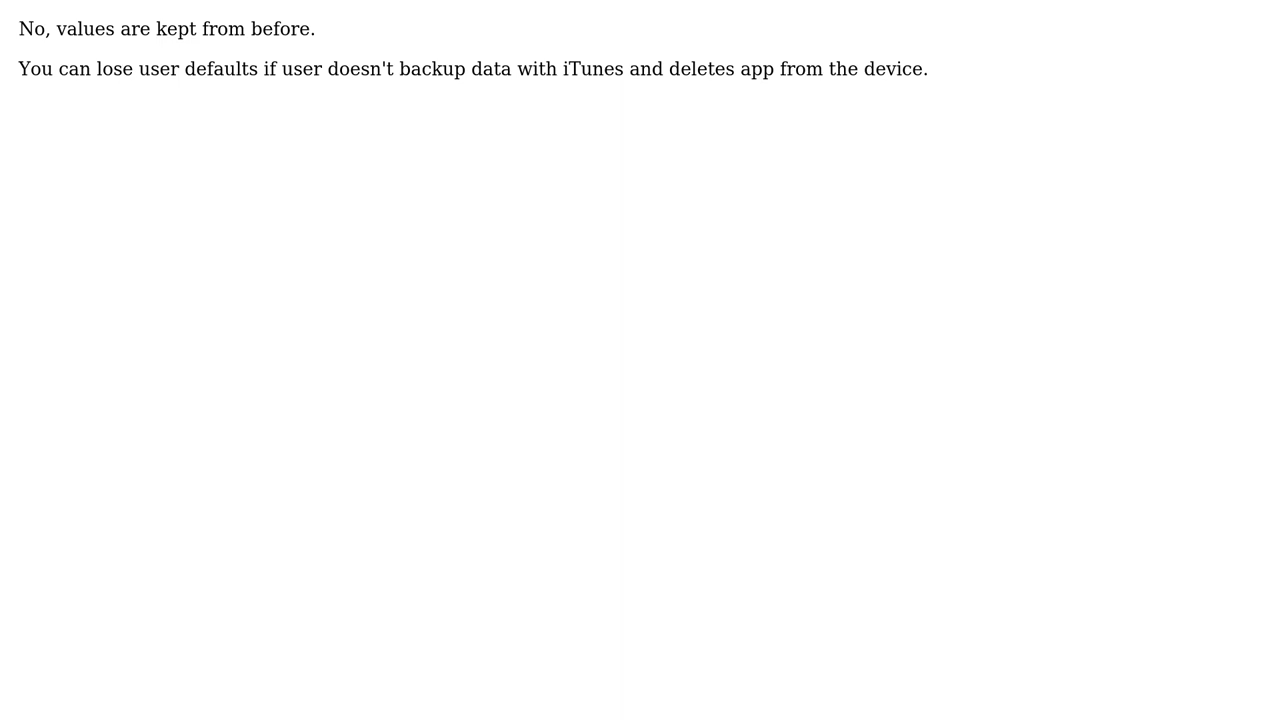 No, values are kept from before.
You can lose user defaults if user doesn't backup data with iTunes and deletes app from the device.